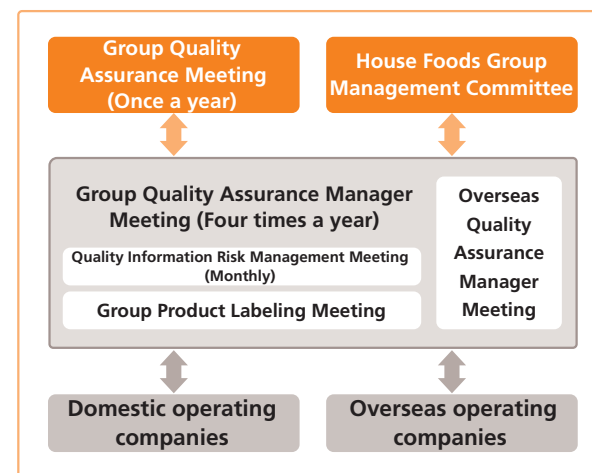 Group Quality
Assurance Meeting
(Once a year)
House Foods Group
Management Committee
Group Quality Assurance Manager
Meeting (Four times a year)
Quality Information Risk Management Meeting
(Monthly)
Group Product Labeling Meeting
Overseas
Quality
Assurance
Manager
Meeting
Domestic operating
companies
Overseas operating
companies